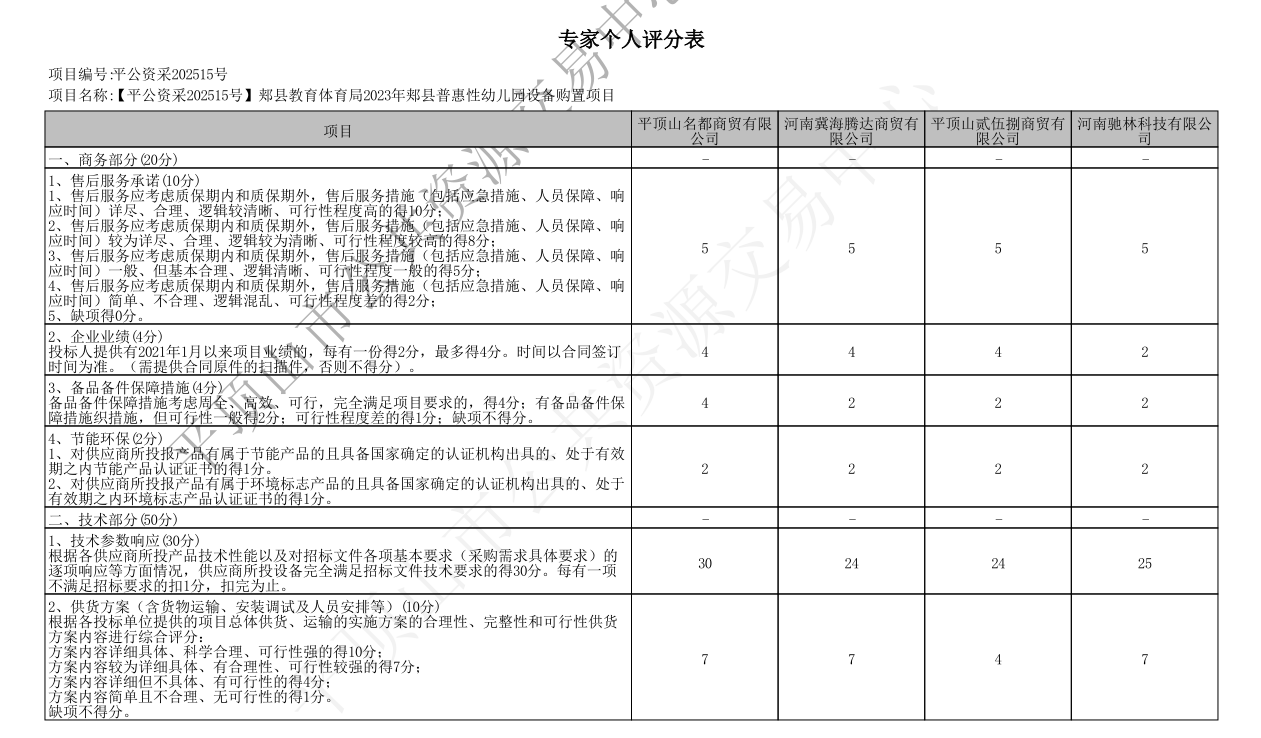 专家个人评分表
项目编号:平公资采202515号
项目名称:【平公资采202515号】郏县教育体育局2023年郏县普惠性幼儿园设备购置项目
项目
平顶山名都商贸有限公司
河南冀海腾达商贸有限公司
平顶山贰伍捌商贸有限公司
河南驰林科技有限公司
一、商务部分(20分)
–
–
–
–
1、售后服务承诺(10分)
1、售后服务应考虑质保期内和质保期外，售后服务措施（包括应急措施、人员保障、响
应时间）详尽、合理、逻辑较清晰、可行性程度高的得10分；
2、售后服务应考虑质保期内和质保期外，售后服务措施（包括应急措施、人员保障、响
应时间）较为详尽、合理、逻辑较为清晰、可行性程度较高的得8分；
3、售后服务应考虑质保期内和质保期外，售后服务措施（包括应急措施、人员保障、响
应时间）一般、但基本合理、逻辑清晰、可行性程度一般的得5分；
4、售后服务应考虑质保期内和质保期外，售后服务措施（包括应急措施、人员保障、响
应时间）简单、不合理、逻辑混乱、可行性程度差的得2分；
5、缺项得0分。
5
5
5
5
2、企业业绩(4分)
投标人提供有2021年1月以来项目业绩的，每有一份得2分，最多得4分。时间以合同签订
时间为准。（需提供合同原件的扫描件，否则不得分）。
4
4
4
2
3、备品备件保障措施(4分)
备品备件保障措施考虑周全、高效、可行，完全满足项目要求的，得4分；有备品备件保
障措施织措施，但可行性一般得2分；可行性程度差的得1分；缺项不得分。
4
2
2
2
4、节能环保(2分)
1、对供应商所投报产品有属于节能产品的且具备国家确定的认证机构出具的、处于有效
期之内节能产品认证证书的得1分。
2、对供应商所投报产品有属于环境标志产品的且具备国家确定的认证机构出具的、处于
有效期之内环境标志产品认证证书的得1分。
2
2
2
2
二、技术部分(50分)
–
–
–
–
1、技术参数响应(30分)
根据各供应商所投产品技术性能以及对招标文件各项基本要求（采购需求具体要求）的
逐项响应等方面情况，供应商所投设备完全满足招标文件技术要求的得30分。每有一项
不满足招标要求的扣1分，扣完为止。
30
24
24
25
2、供货方案（含货物运输、安装调试及人员安排等）(10分)
根据各投标单位提供的项目总体供货、运输的实施方案的合理性、完整性和可行性供货
方案内容进行综合评分：
方案内容详细具体、科学合理、可行性强的得10分；
方案内容较为详细具体、有合理性、可行性较强的得7分；
方案内容详细但不具体、有可行性的得4分；
方案内容简单且不合理、无可行性的得1分。
缺项不得分。
7
7
4
7
平顶山市公共资源交易中心
平顶山市公共资源交易中心